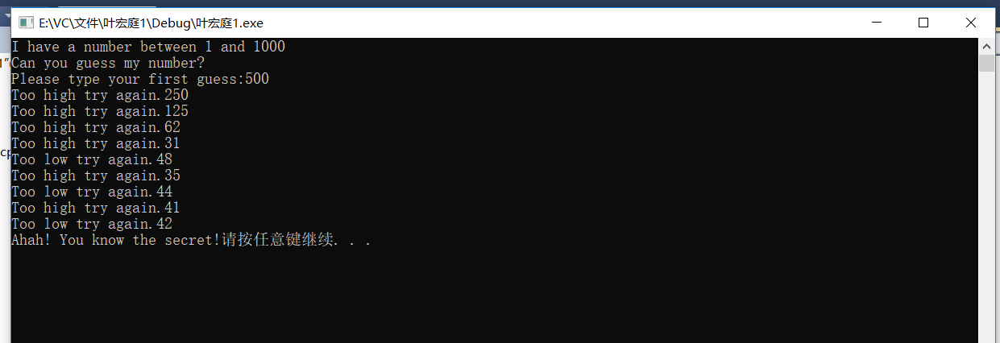 E:\VC\文件\叶宏庭1\Debug\叶宏庭1.exe
I have a number between 1 and 1000
Can you guess my number?
Please type your first guess:500
Too high try again.250
Too high try again.125
Too high try again.62
Too high try again.31
Too low try again.48
Too high try again.35
Too low try again.44
Too high try again.41
Too low try again.42
Ahah! You know the secret!请按任意键继续. . .